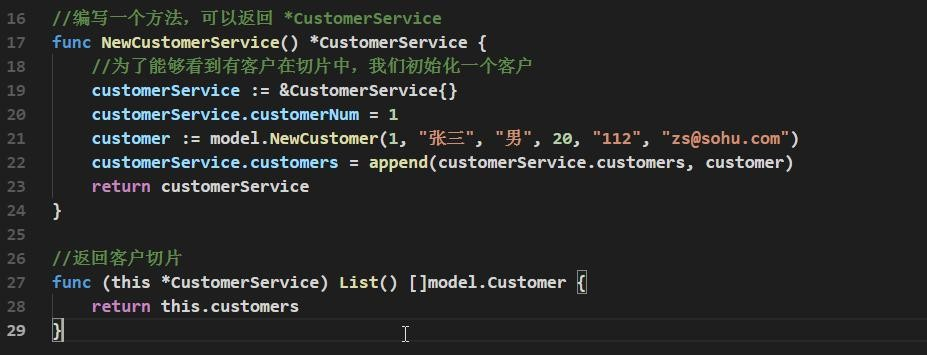 16 //编写一个方法，可以返回 *CustomerService
17 func NewCustomerService() *CustomerService {
18 //为了能够看到有客户在切片中，我们初始化一个客户
19 customerService := &CustomerService{}
20 customerService.customerNum = 1
21 customer := model.NewCustomer(1, "张三", "男", 20, "112", "zs@sohu.com")
22 customerService.customers = append(customerService.customers, customer)
23 return customerService
24 }
25
26 //返回客户切片
27 func (this *CustomerService) List() []model.Customer {
28 return this.customers
29 }